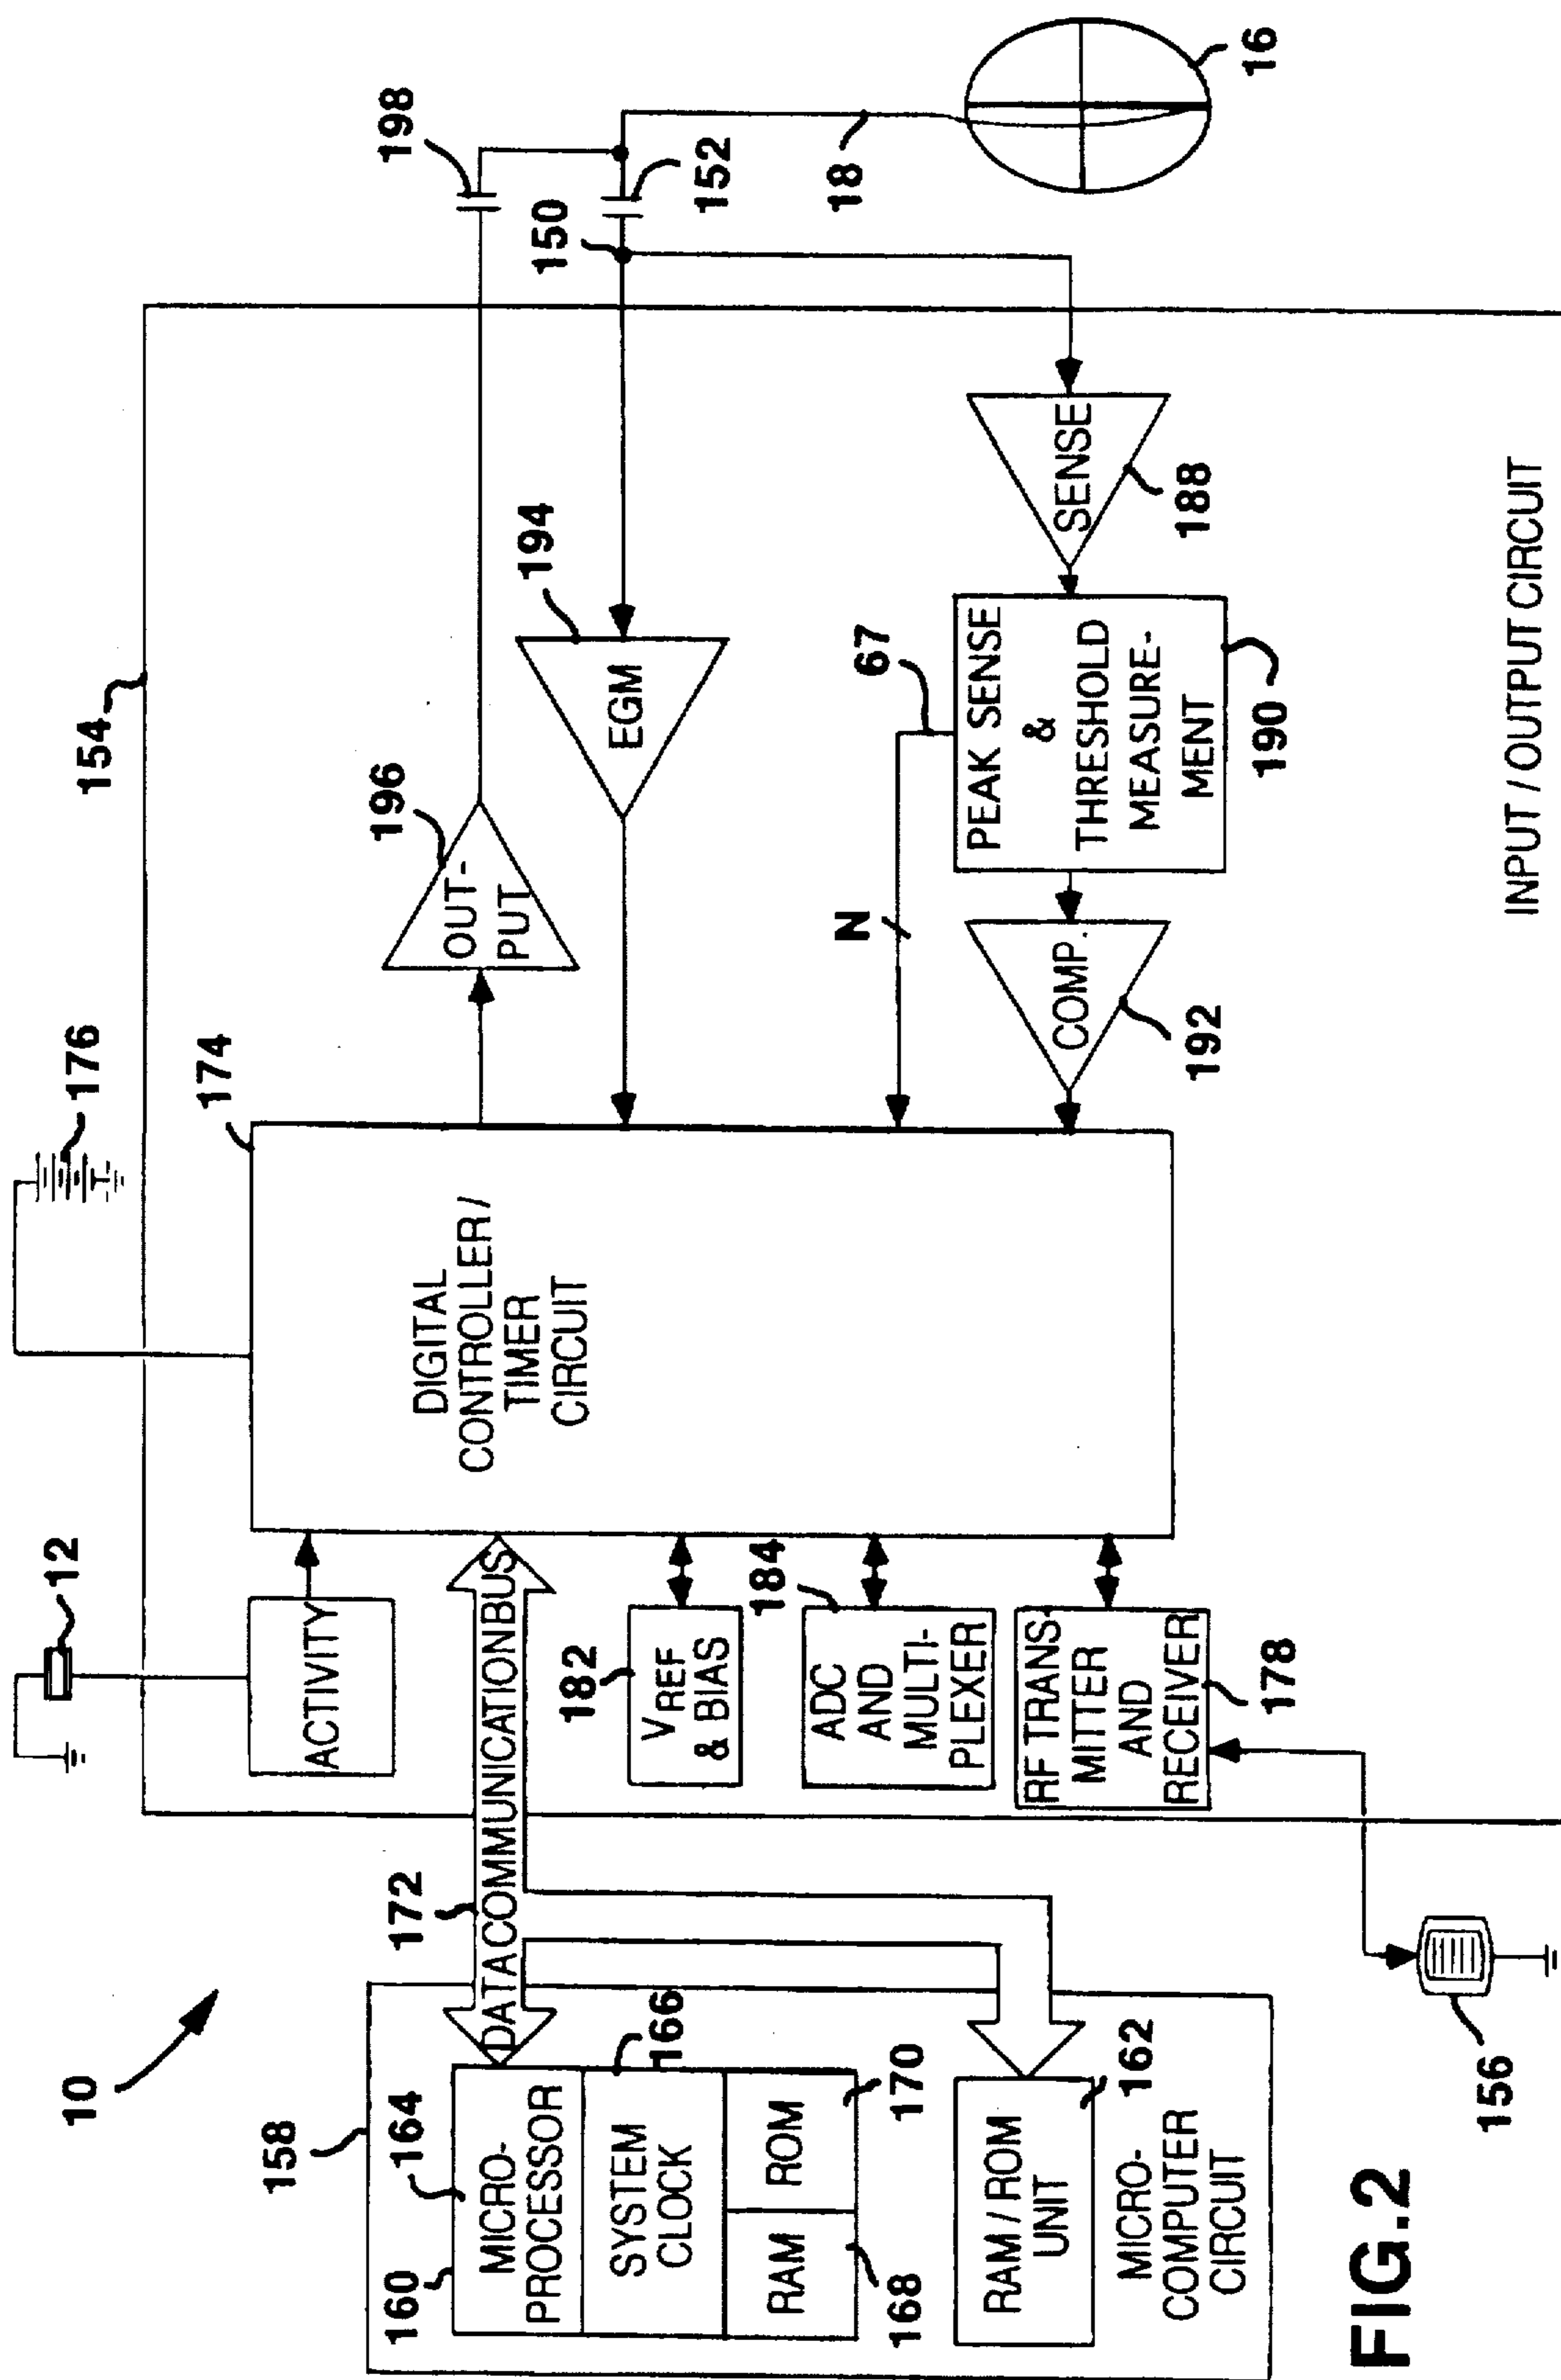 10
158
164
160
MICRO-
PROCESSOR
166
SYSTEM
CLOCK
RAM
ROM
168
170
RAM / ROM
UNIT
162
MICRO-
COMPUTER
CIRCUIT
172
DATA COMMUNICATION BUS
12
ACTIVITY
182
VREF
& BIAS
184
ADC
AND
MULTI-
PLEXER
RF TRANS-
MITTER
AND
RECEIVER
178
156
176
174
DIGITAL
CONTROLLER /
TIMER
CIRCUIT
154
196
OUT-
PUT
194
EGM
N
67
COMP.
192
PEAK SENSE
&
THRESHOLD
MEASURE-
MENT
190
SENSE
188
198
150
152
18
16
INPUT / OUTPUT CIRCUIT
FIG.2